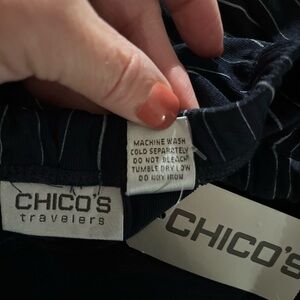 MACHINE WASH
COLD SEPARATELY
DO NOT BLEACH
TUMBLE DRY LOW
DO NOT IRON
CHICO'S
travelers
CHICO'S